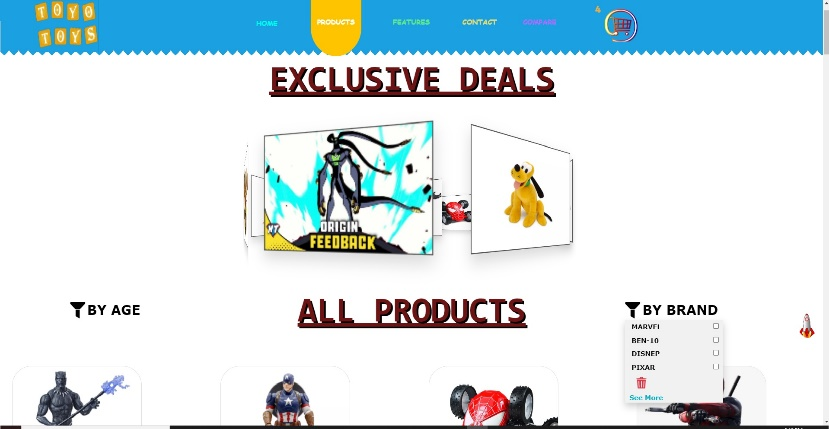 TOYO
TOYS
HOME
PRODUCTS
FEATURES
CONTACT
COMPARE
4
EXCLUSIVE DEALS
ORIGIN
FEEDBACK
BY AGE
ALL PRODUCTS
BY BRAND
MARVEL
BEN-10
DISNEP
PIXAR
See More